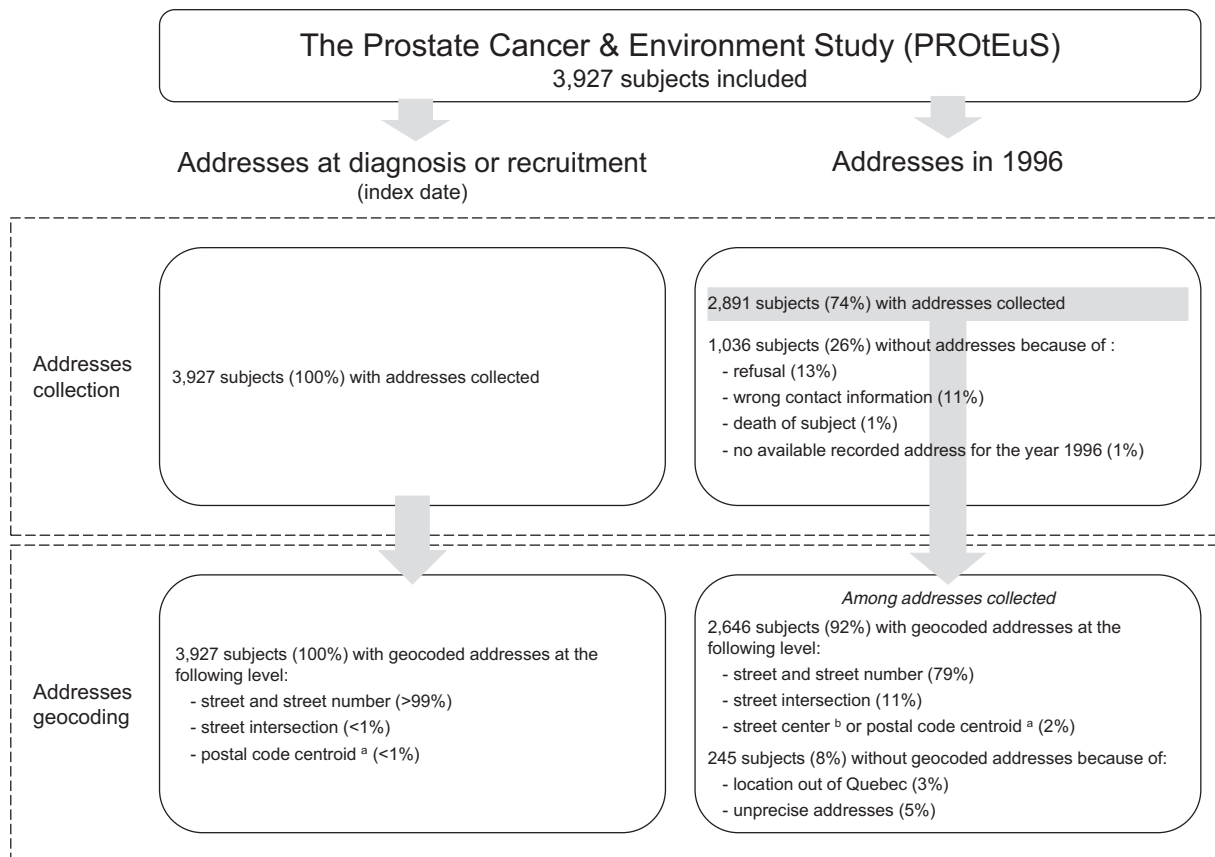 The Prostate Cancer & Environment Study (PROtEuS)
3,927 subjects included
Addresses at diagnosis or recruitment
(index date)
Addresses in 1996
Addresses
collection
3,927 subjects (100%) with addresses collected
2,891 subjects (74%) with addresses collected
1,036 subjects (26%) without addresses because of :
- refusal (13%)
- wrong contact information (11%)
- death of subject (1%)
- no available recorded address for the year 1996 (1%)
Addresses
geocoding
3,927 subjects (100%) with geocoded addresses at the
following level:
- street and street number (>99%)
- street intersection (<1%)
- postal code centroid a (<1%)
Among addresses collected
2,646 subjects (92%) with geocoded addresses at the
following level:
- street and street number (79%)
- street intersection (11%)
- street center b or postal code centroid a (2%)
245 subjects (8%) without geocoded addresses because of:
- location out of Quebec (3%)
- unprecise addresses (5%)